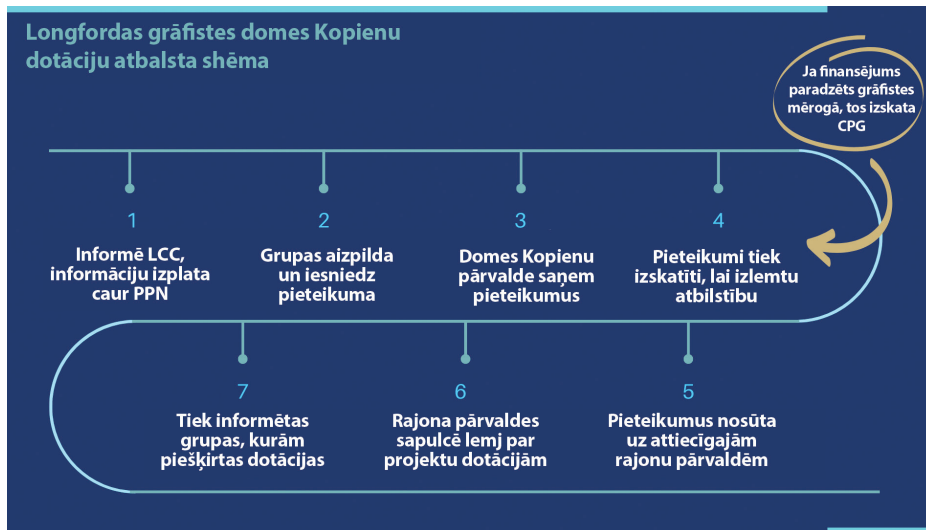 Longfordas grāfistes domes Kopienu
dotāciju atbalsta shēma
Ja finansējums
paradzēts grāfistes
mērogā, tos izskata
CPG
1
Informē LCC,
informāciju izplata
caur PPN
2
Grupas aizpilda
un iesniedz
pieteikuma
3
Domes Kopienu
pārvalde saņem
pieteikumus
4
Pieteikumi tiek
izskatīti, lai izlemtu
atbilstību
5
Pieteikumus nosūta
uz attiecīgajām
rajonu pārvaldēm
6
Rajona pārvaldes
sapulcē lemj par
projektu dotācijām
7
Tiek informētas
grupas, kurām
piešķirtas dotācijas